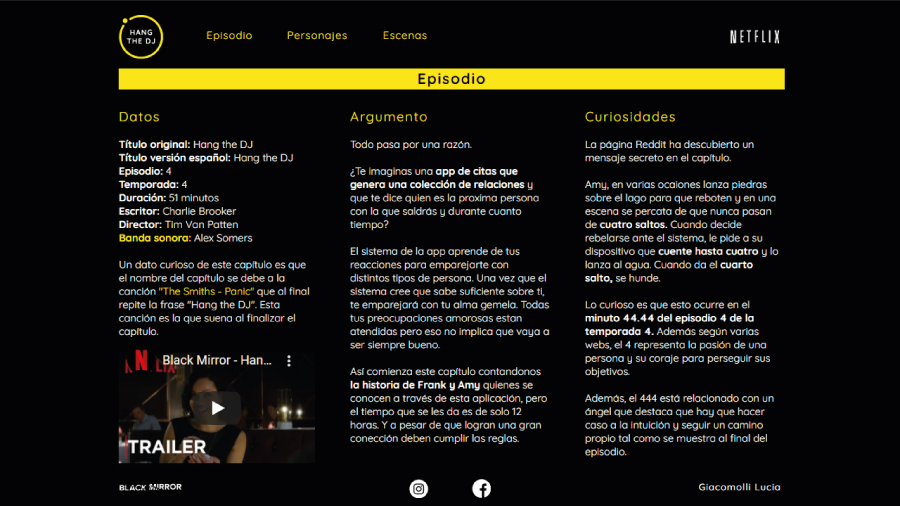 HANG
THE DJ
Episodio
Personajes
Escenas
NETFLIX
Episodio
Datos
Título original: Hang the DJ
Título versión español: Hang the DJ
Episodio: 4
Temporada: 4
Duración: 51 minutos
Escritor: Charlie Brooker
Director: Tim Van Patten
Banda sonora: Alex Somers
Un dato curioso de este capítulo es que
el nombre del capítulo se debe a la
canción "The Smiths - Panic" que al final
repite la frase "Hang the DJ". Esta
canción es la que suena al finalizar el
capítulo.
N
LIX
Black Mirror - Han...
TRAILER
Argumento
Todo pasa por una razón.
¿Te imaginas una app de citas que
genera una colección de relaciones y
que te dice quien es la proxima persona
con la que saldrás y durante cuanto
tiempo?
El sistema de la app aprende de tus
reacciones para emparejarte con
distintos tipos de persona. Una vez que el
sistema cree que sabe suficiente sobre ti,
te emparejará con tu alma gemela. Todas
tus preocupaciones amorosas estan
atendidas pero eso no implica que vaya a
ser siempre bueno.
Así comienza este capítulo contandonos
la historia de Frank y Amy quienes se
conocen a través de esta aplicación, pero
el tiempo que se les da es de solo 12
horas. Y a pesar de que logran una gran
conección deben cumplir las reglas.
Curiosidades
La página Reddit ha descubierto un
mensaje secreto en el capítulo.
Amy, en varias ocaiones lanza piedras
sobre el lago para que reboten y en una
escena se percata de que nunca pasan
de cuatro saltos. Cuando decide
rebelarse ante el sistema, le pide a su
dispositivo que cuente hasta cuatro y lo
lanza al agua. Cuando da el cuarto
salto, se hunde.
Lo curioso es que esto ocurre en el
minuto 44.44 del episodio 4 de la
temporada 4. Además según varias
webs, el 4 representa la pasión de una
persona y su coraje para perseguir sus
objetivos.
Además, el 444 está relacionado con un
ángel que destaca que hay que hacer
caso a la intuición y seguir un camino
propio tal como se muestra al final del
episodio.
BLACK MIRROR
Giacomolli Lucia